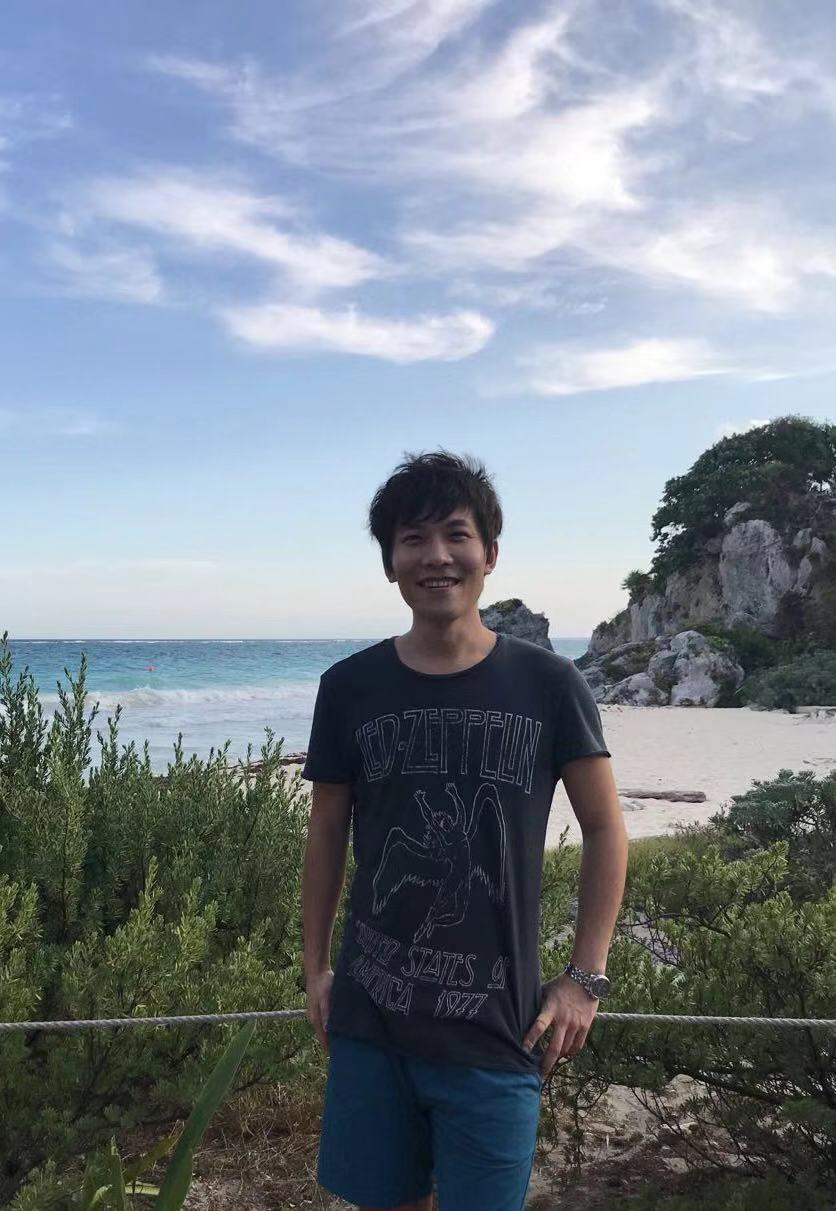 LED-ZEPPELIN
UNITED STATES OF
AMERICA 1977